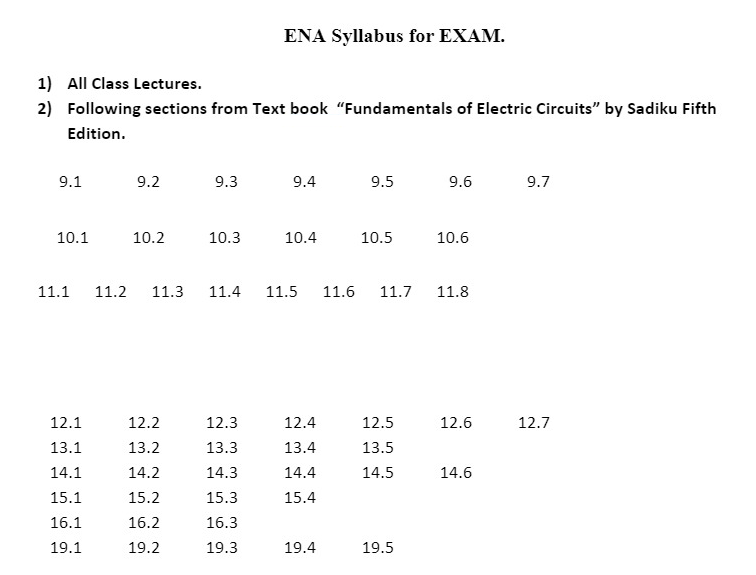 ENA Syllabus for EXAM.
1) All Class Lectures.
2) Following sections from Text book “Fundamentals of Electric Circuits” by Sadiku Fifth
Edition.
9.1 9.2 9.3 9.4 9.5 9.6 9.7
10.1 10.2 10.3 10.4 10.5 10.6
11.1 11.2 11.3 11.4 11.5 11.6 11.7 11.8
12.1 12.2 12.3 12.4 12.5 12.6 12.7
13.1 13.2 13.3 13.4 13.5
14.1 14.2 14.3 14.4 14.5 14.6
15.1 15.2 15.3 15.4
16.1 16.2 16.3
19.1 19.2 19.3 19.4 19.5